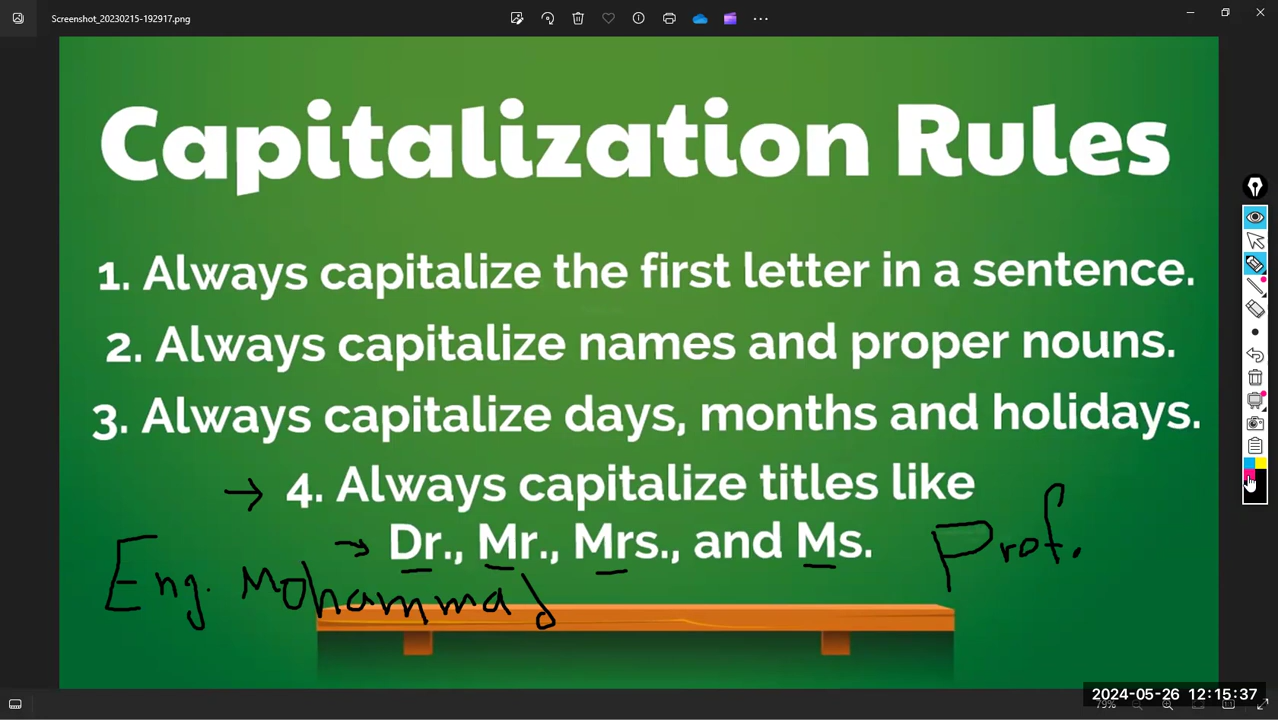 Screenshot_20230215-192917.png
Capitalization Rules
1. Always capitalize the first letter in a sentence.
2. Always capitalize names and proper nouns.
3. Always capitalize days, months and holidays.
→ 4. Always capitalize titles like
→ Dr., Mr., Mrs., and Ms.
Prof.
Eng. Mohammad
2024-05-26 12:15:37
79%